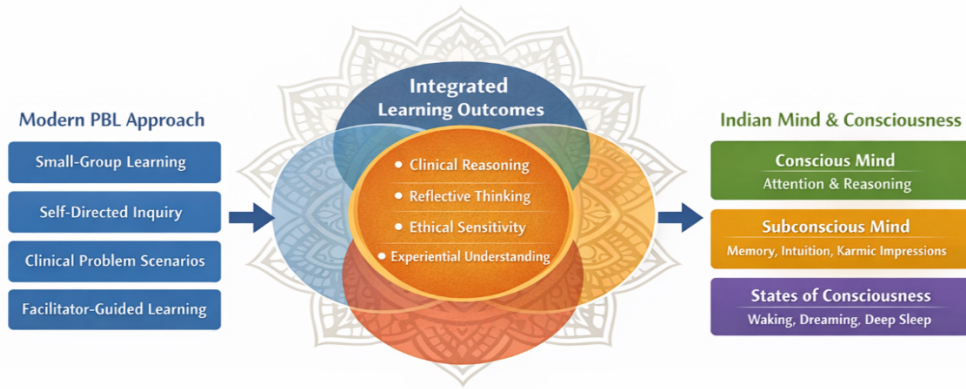 Modern PBL Approach
Small-Group Learning
Self-Directed Inquiry
Clinical Problem Scenarios
Facilitator-Guided Learning
Integrated
Learning Outcomes
• Clinical Reasoning
• Reflective Thinking
• Ethical Sensitivity
• Experiential Understanding
Indian Mind & Consciousness
Conscious Mind
Attention & Reasoning
Subconscious Mind
Memory, Intuition, Karmic Impressions
States of Consciousness
Waking, Dreaming, Deep Sleep